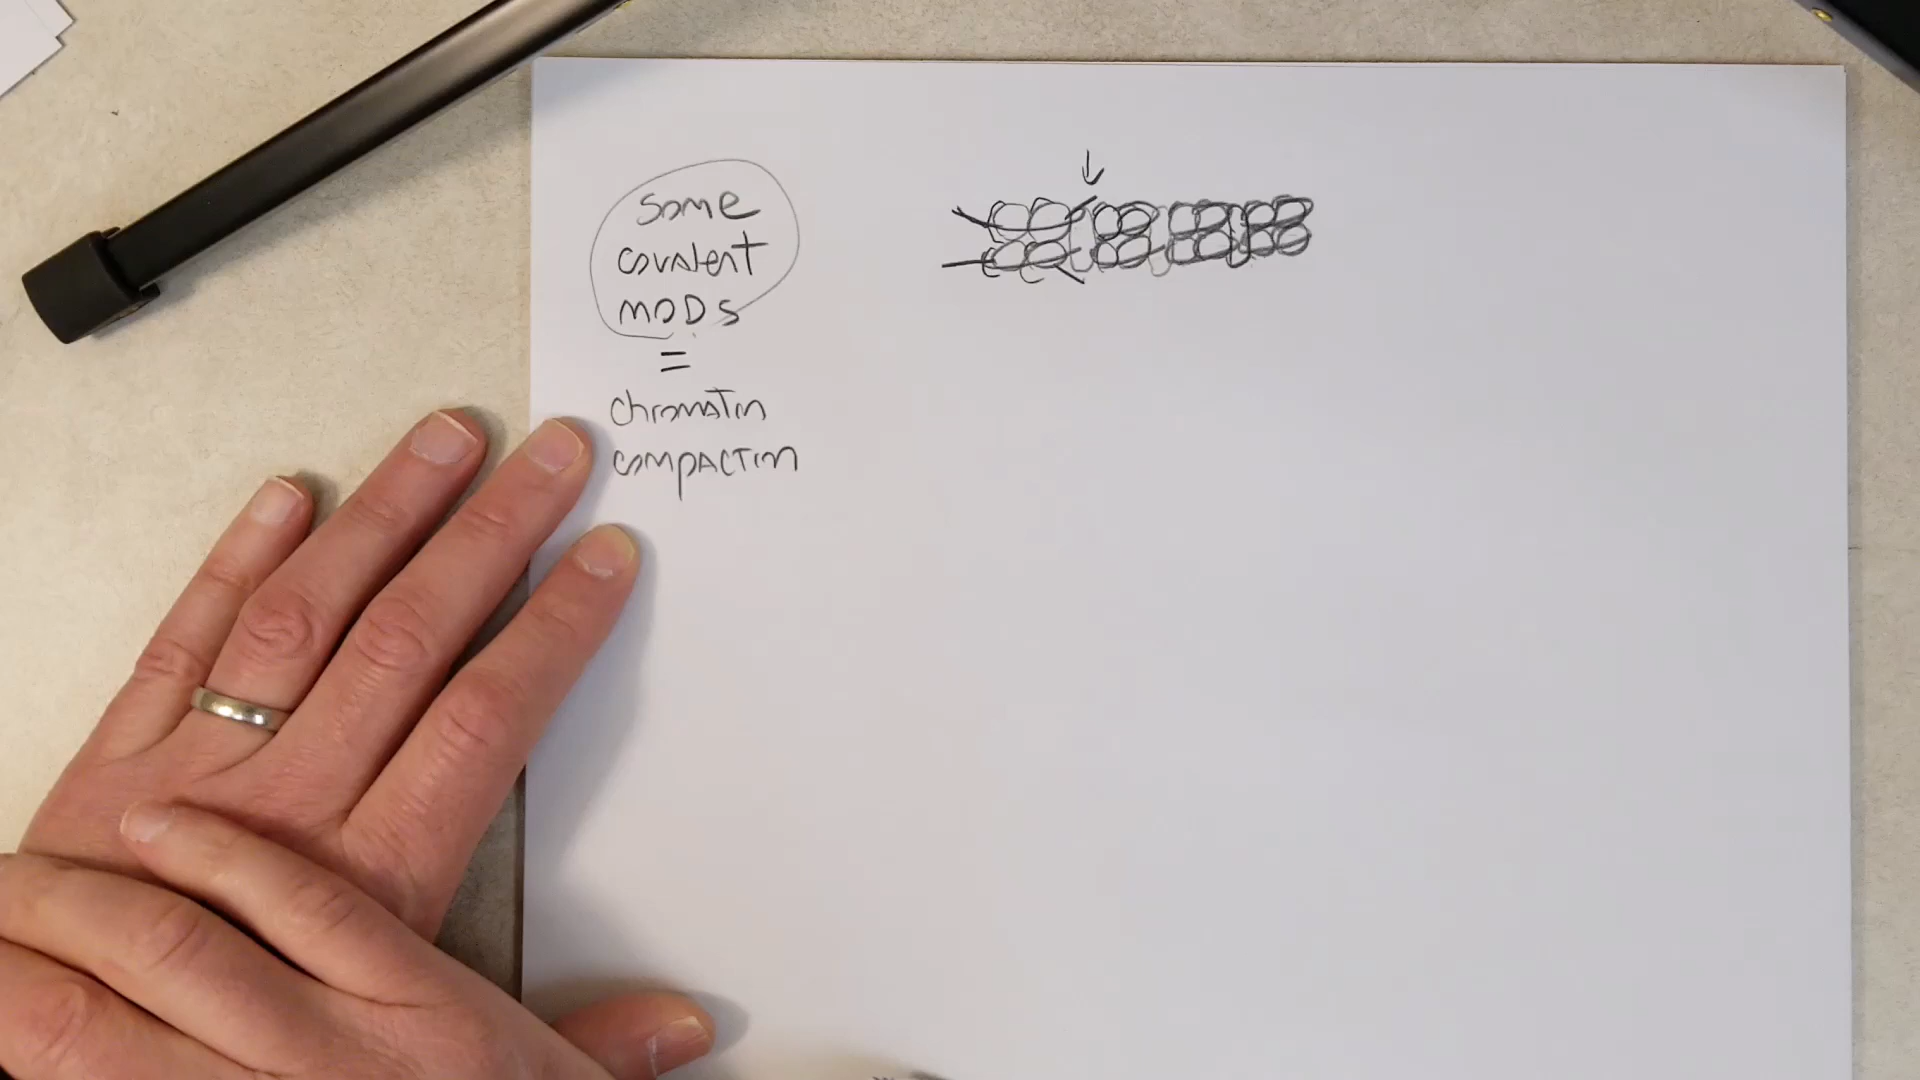 some
covalent
MODs
=
chromatin
compaction